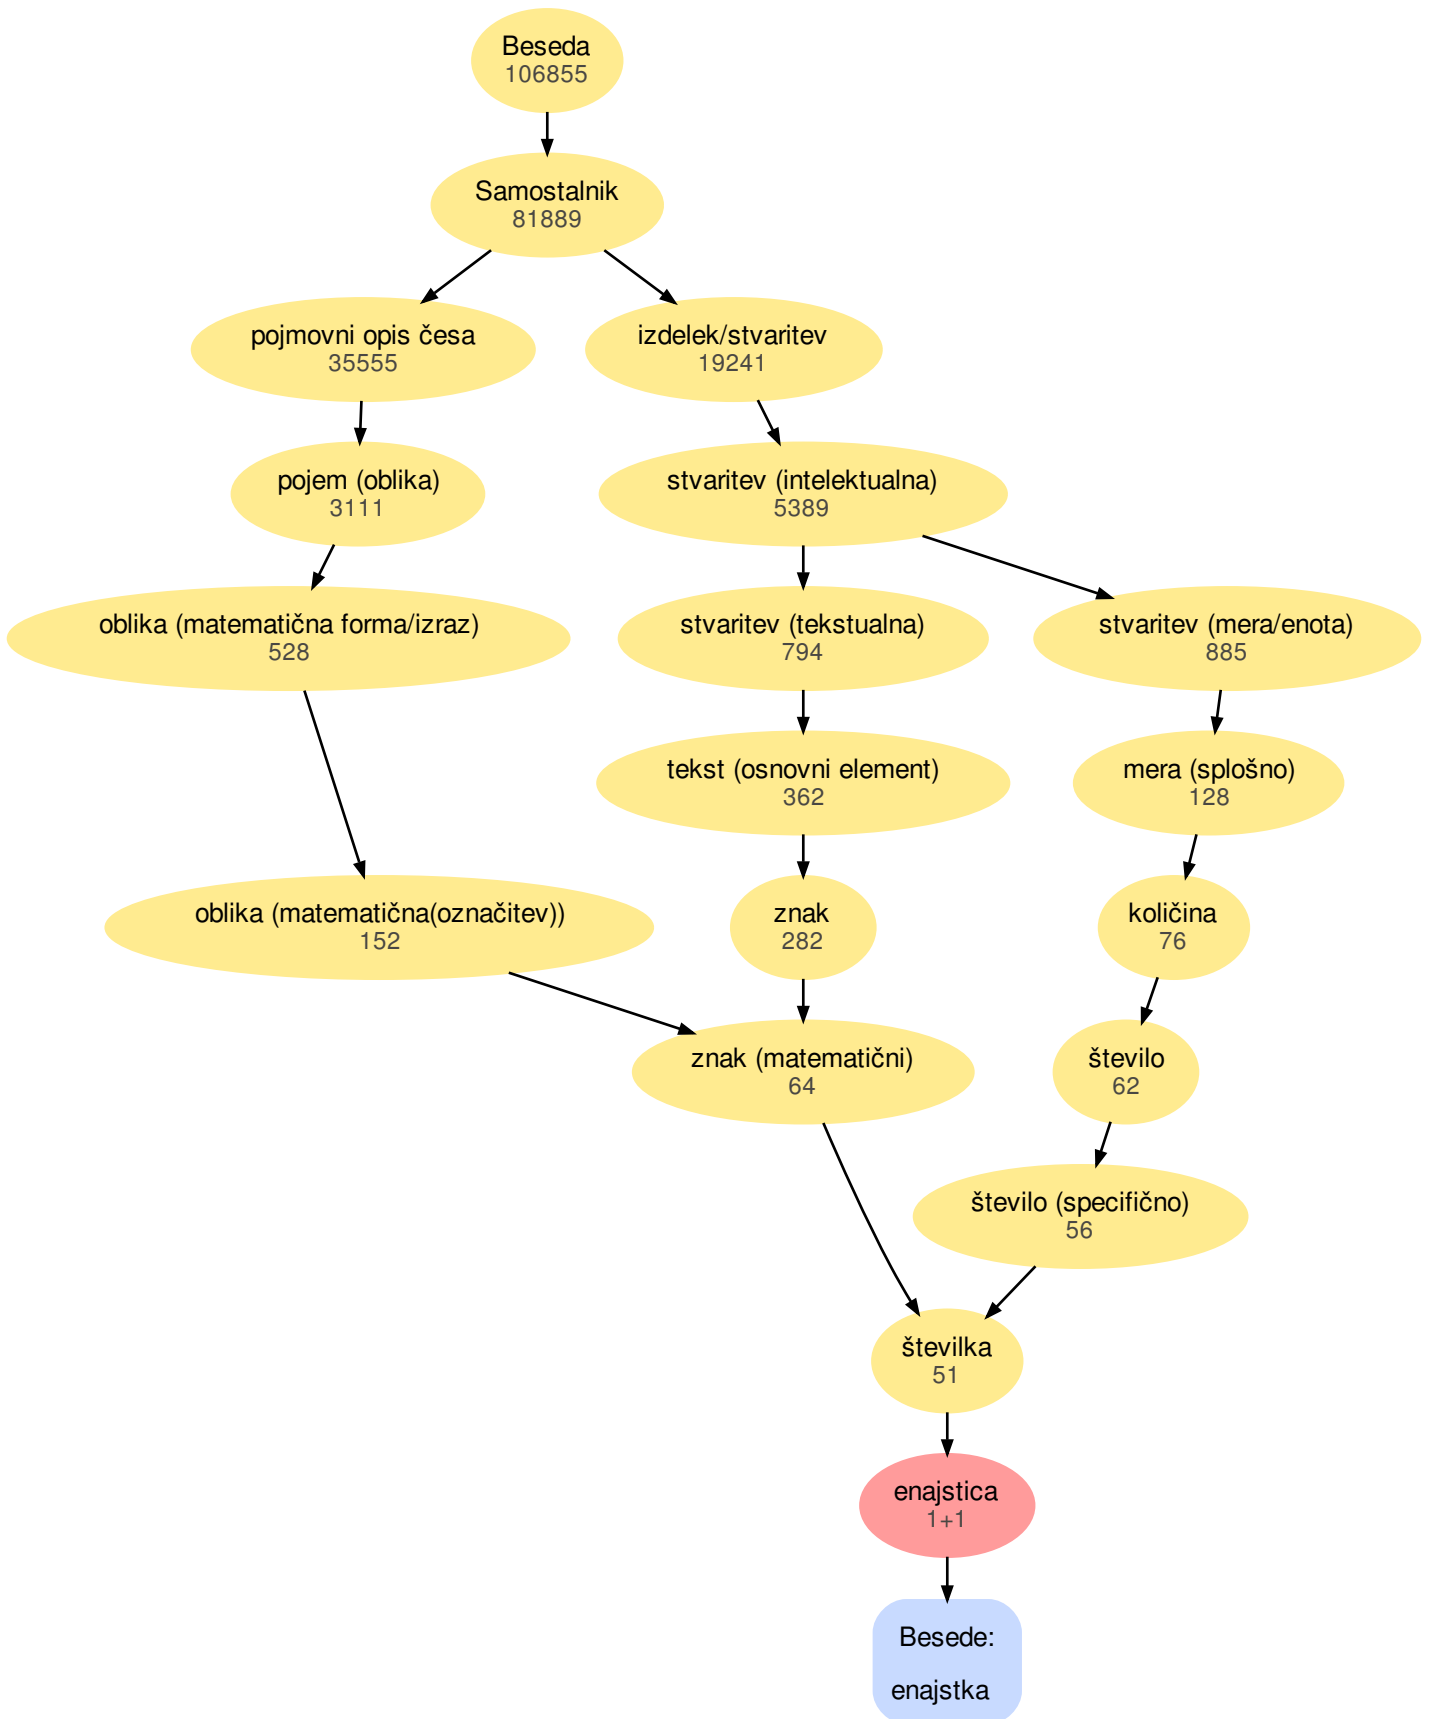 Beseda
106855
Samostalnik
81889
pojmovni opis česa
35555
izdelek/stvaritev
19241
pojem (oblika)
3111
stvaritev (intelektualna)
5389
oblika (matematična forma/izraz)
528
stvaritev (tekstualna)
794
stvaritev (mera/enota)
885
tekst (osnovni element)
362
mera (splošno)
128
oblika (matematična(označitev))
152
znak
282
količina
76
znak (matematični)
64
število
62
število (specifično)
56
številka
51
enajstica
1+1
Besede:
enajstka